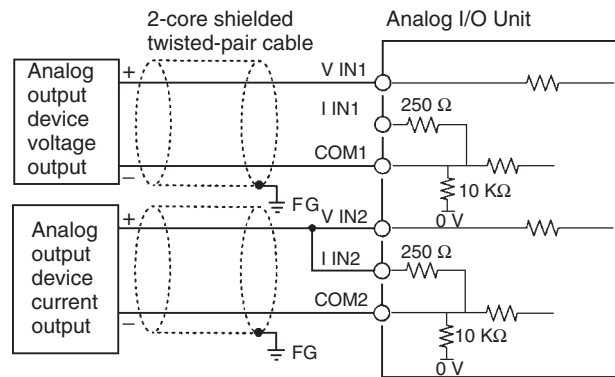 2-core shielded
twisted-pair cable
Analog I/O Unit
Analog
output
device
voltage
output
+
−
V IN1
I IN1
250 Ω
COM1
10 KΩ
0 V
FG
Analog
output
device
current
output
+
−
V IN2
I IN2
250 Ω
COM2
10 KΩ
0 V
FG